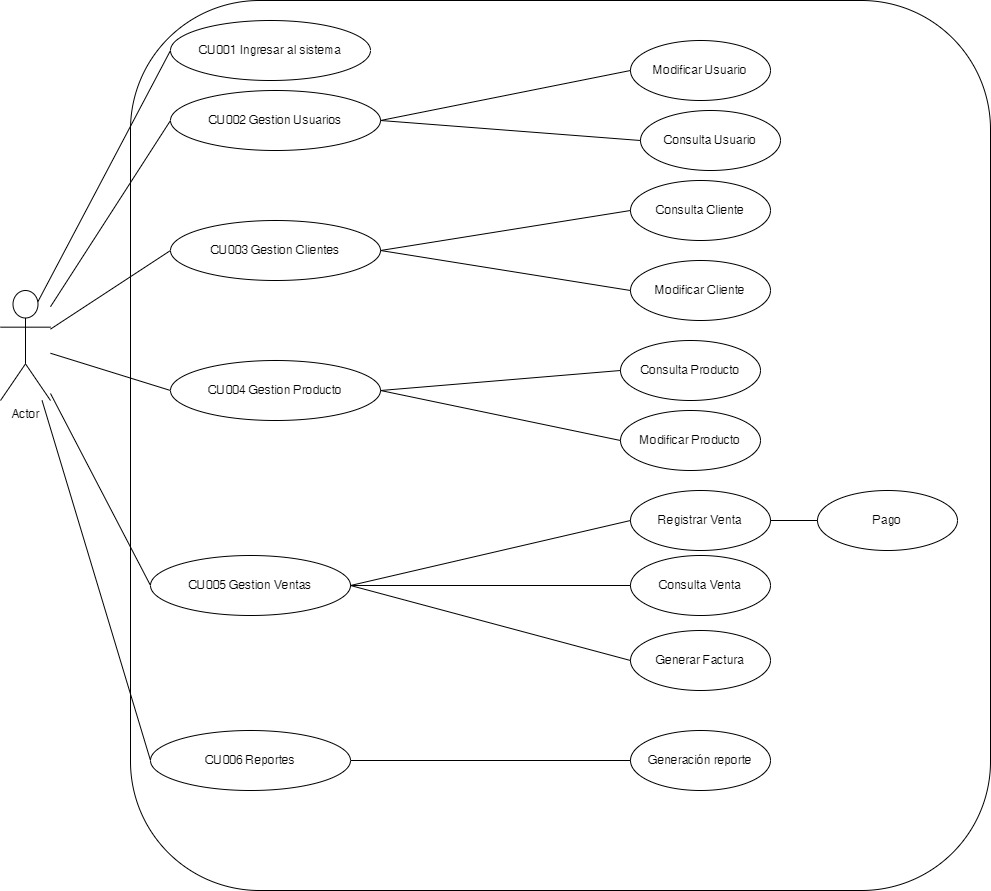 CU001 Ingresar al sistema
Modificar Usuario
CU002 Gestion Usuarios
Consulta Usuario
Consulta Cliente
CU003 Gestion Clientes
Modificar Cliente
Consulta Producto
CU004 Gestion Producto
Actor
Modificar Producto
Registrar Venta
Pago
CU005 Gestion Ventas
Consulta Venta
Generar Factura
CU006 Reportes
Generación reporte